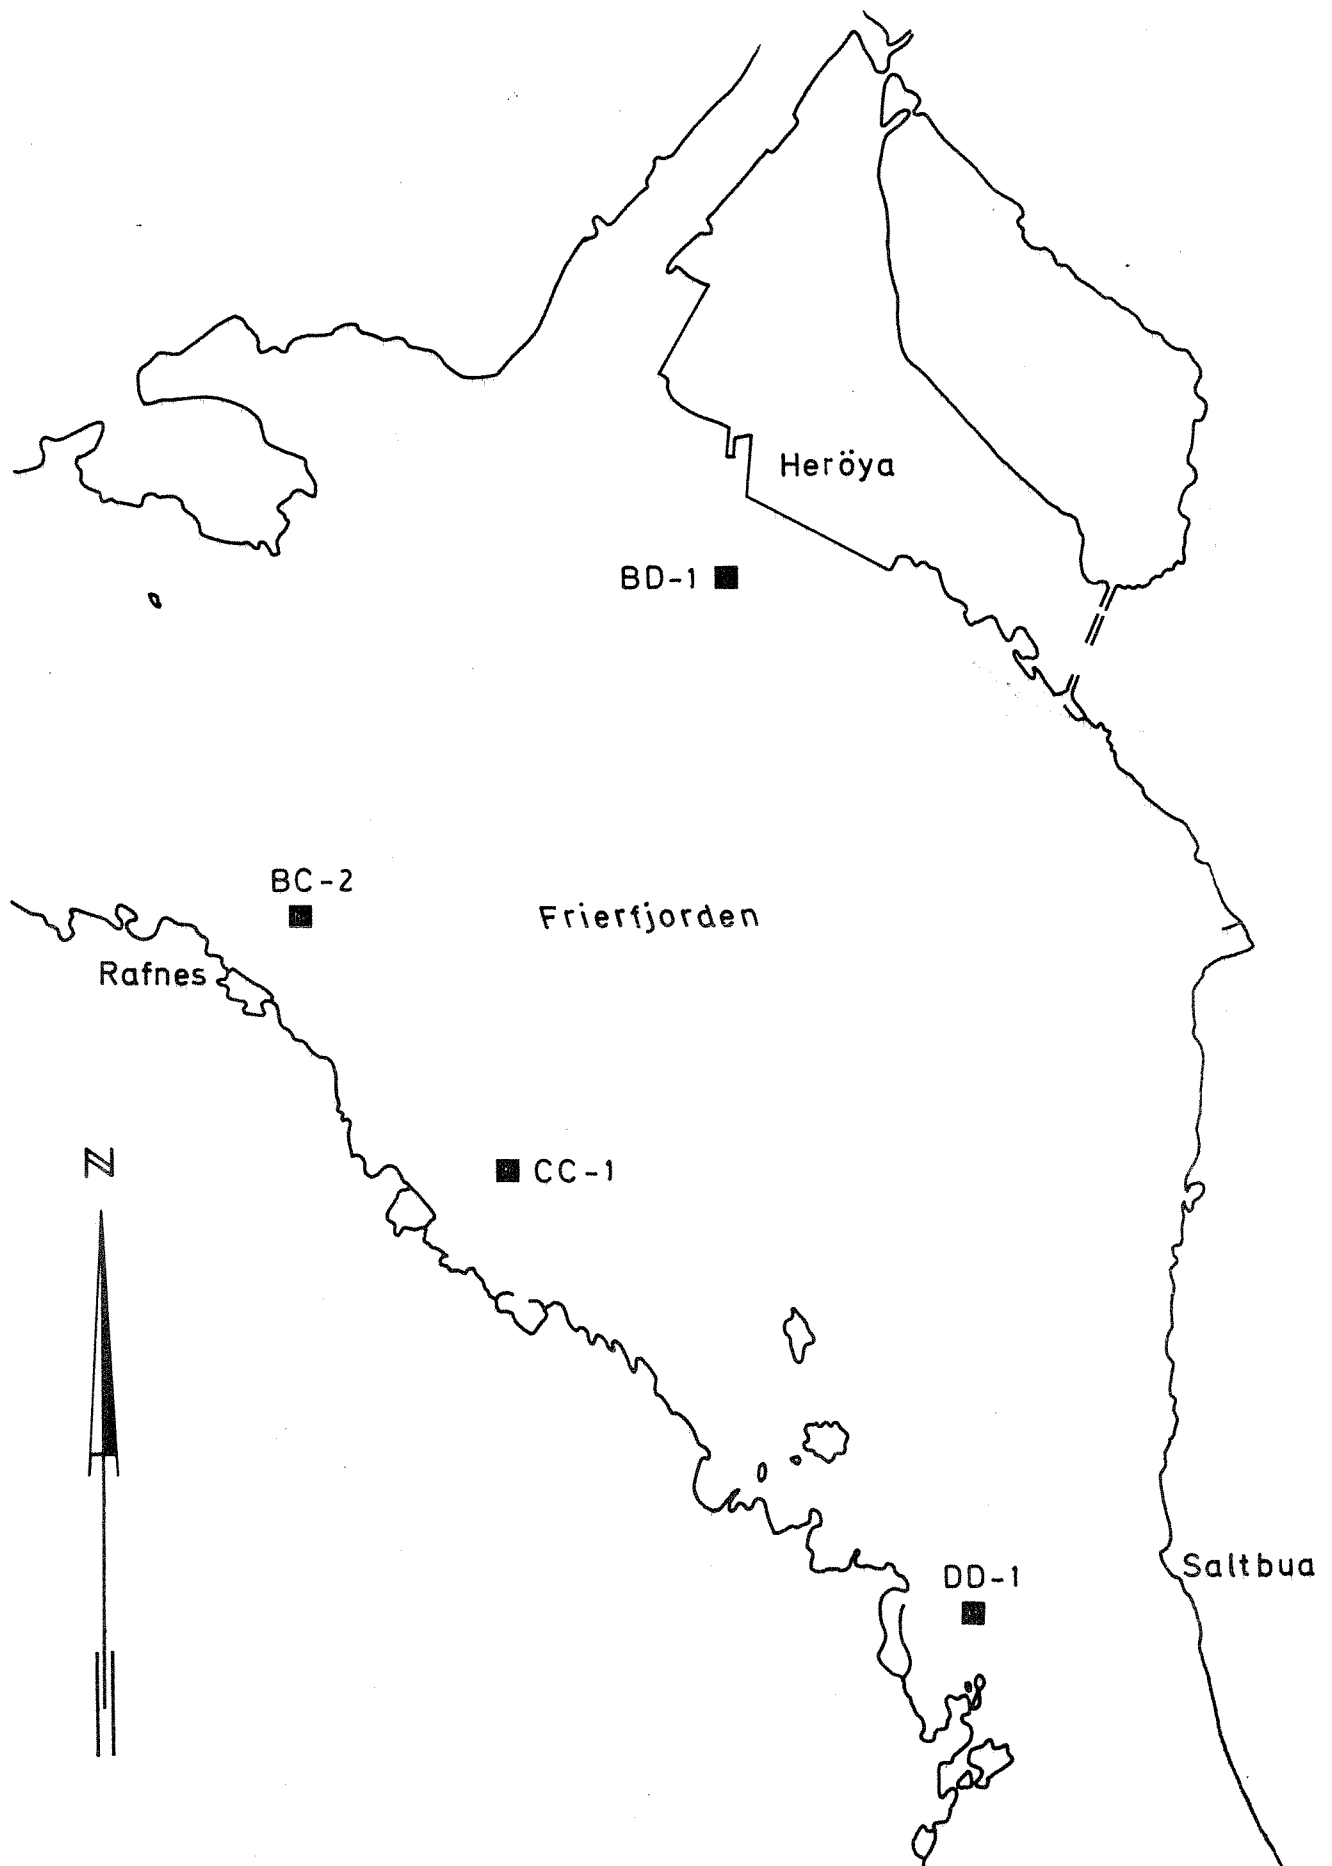 Heröya
BD-1
BC-2
Frierfjorden
Rafnes
N
CC-1
DD-1
Saltbua